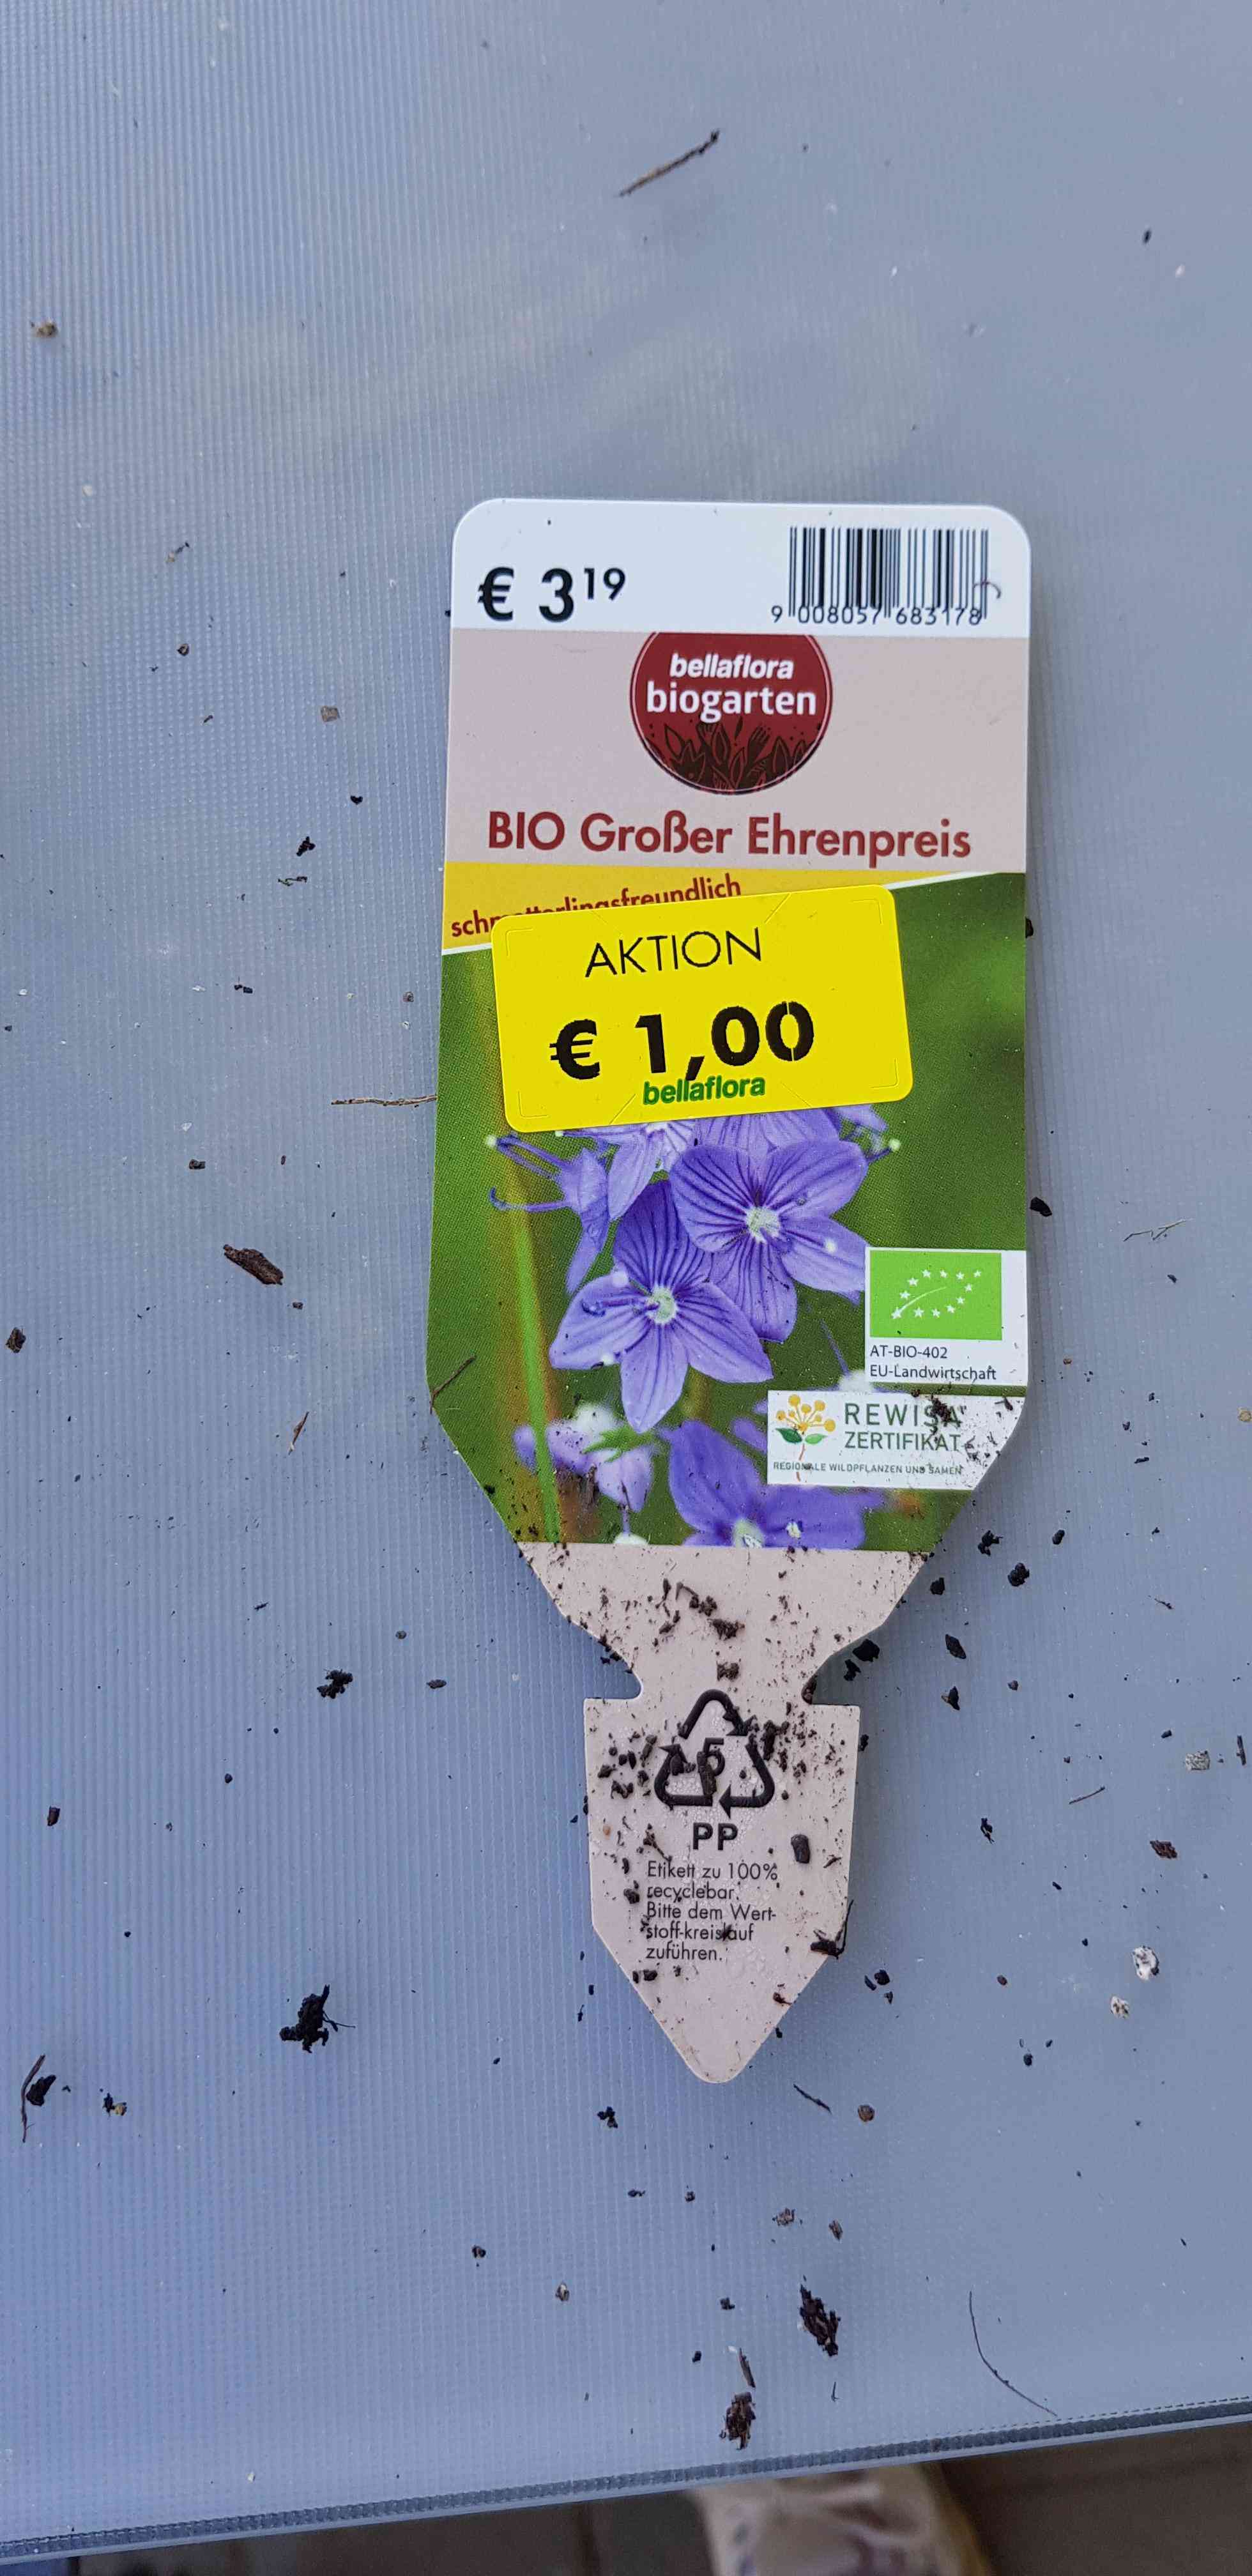 € 3 19
9 008057 683178
bellaflora
biogarten
BIO Großer Ehrenpreis
schmetterlingsfreundlich
AKTION
€ 1,00
bellaflora
AT-BIO-402
EU-Landwirtschaft
REWISA
ZERTIFIKAT
REGIONALE WILDPFLANZEN UND SAMEN
5
PP
Etikett zu 100%
recyclebar.
Bitte dem Wert-
stoff-kreislauf
zuführen.